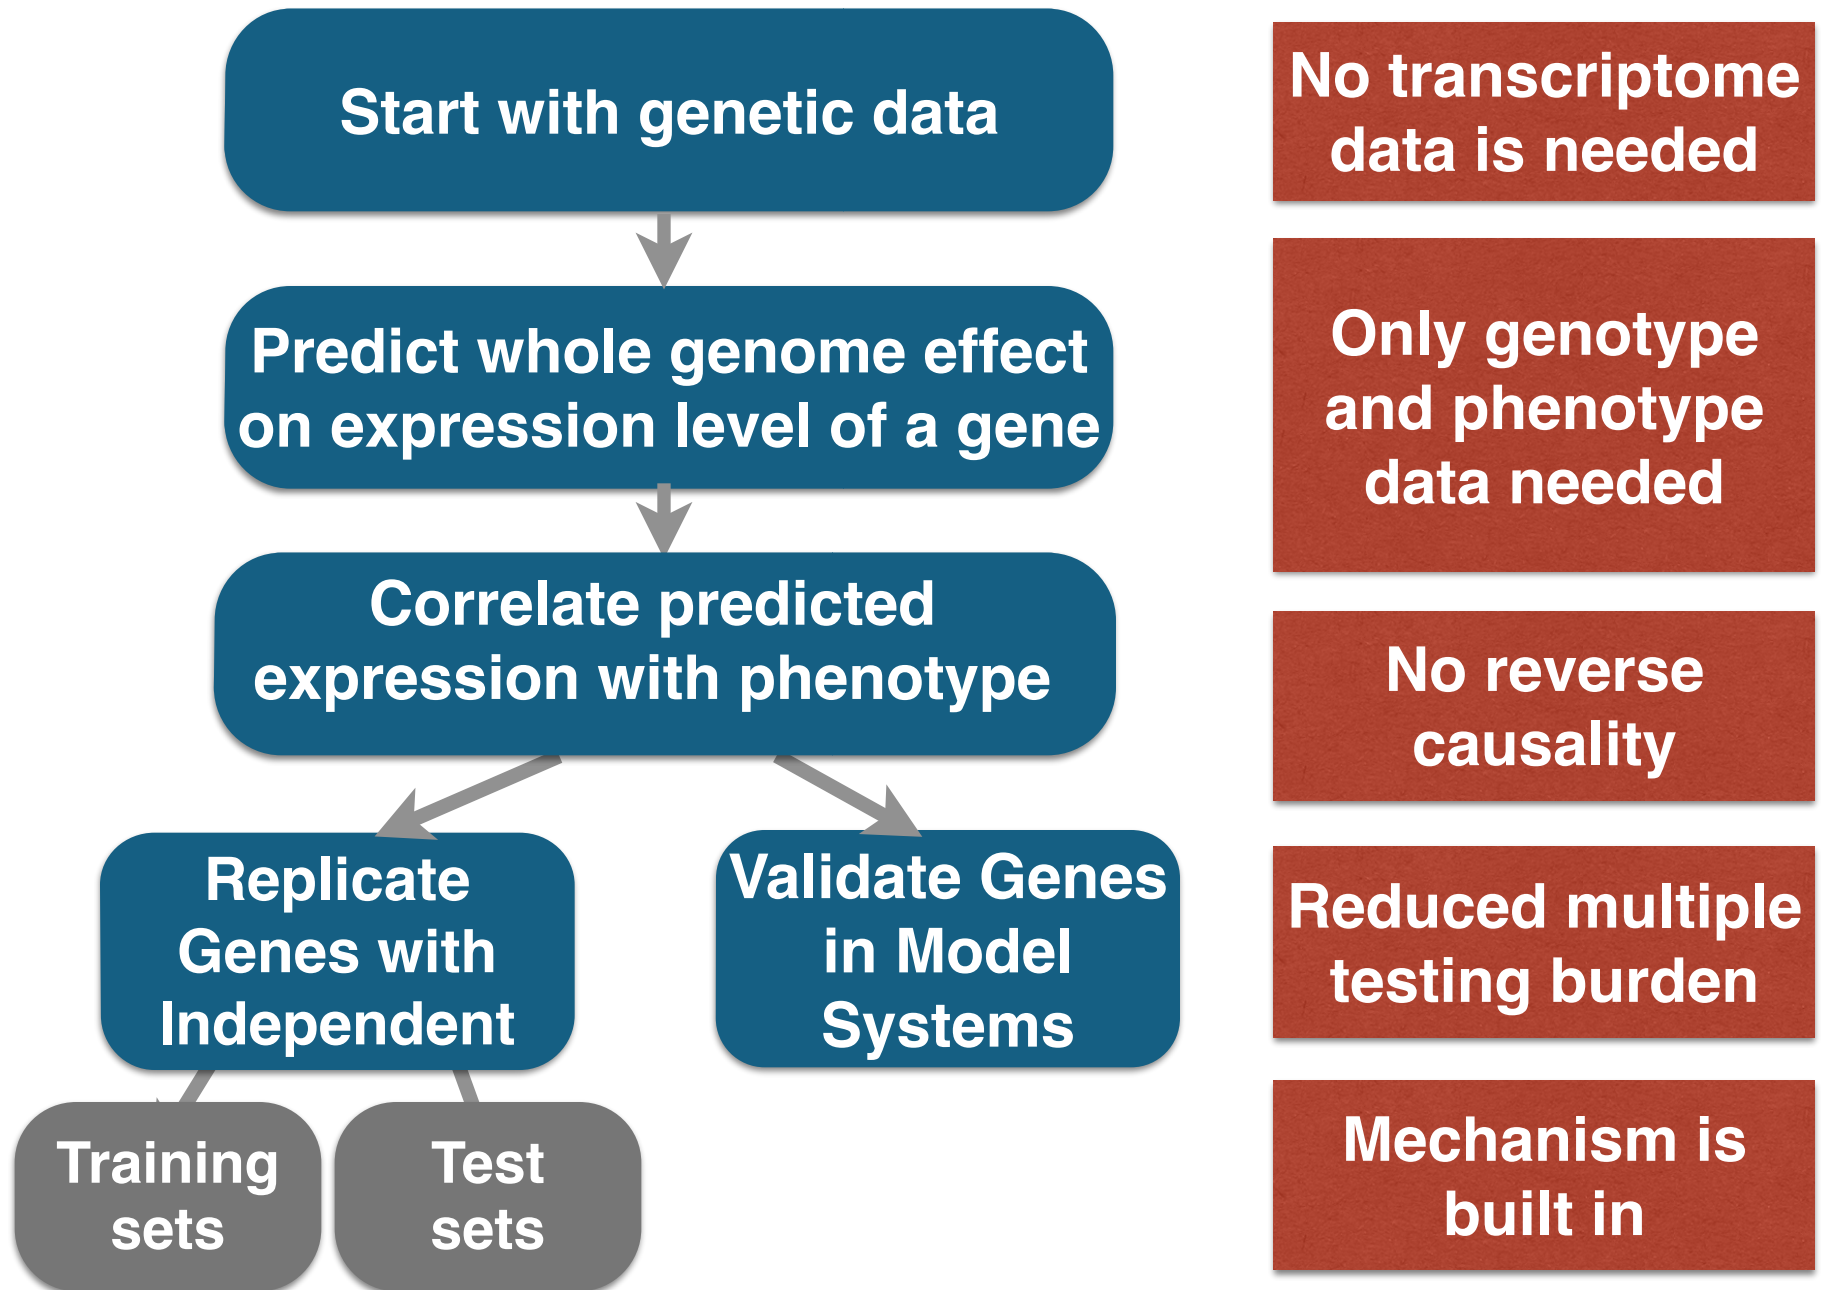 Start with genetic data
Predict whole genome effect
on expression level of a gene
Correlate predicted
expression with phenotype
Replicate
Genes with
Independent
Validate Genes
in Model
Systems
Training
sets
Test
sets
No transcriptome
data is needed
Only genotype
and phenotype
data needed
No reverse
causality
Reduced multiple
testing burden
Mechanism is
built in